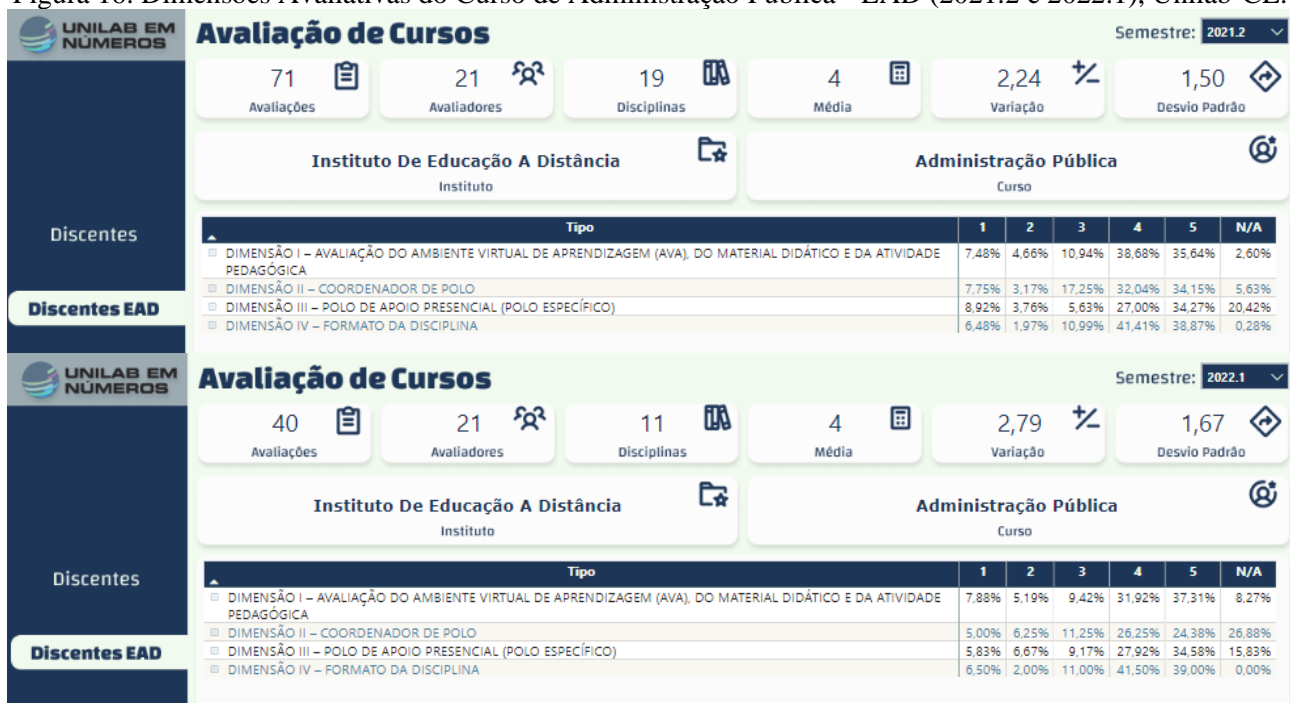 Figura 18: Dimensões Avaliativas do Curso de Administração Pública - EAD (2021.2 e 2022.1), Unilab-CE.
UNILAB EM
NÚMEROS
Avaliação de Cursos
Semestre: 2021.2
71
21
19
4
2,24
1,50
Avaliações
Avaliadores
Disciplinas
Média
Variação
Desvio Padrão
Instituto De Educação A Distância
Administração Pública
Instituto
Curso
Discentes
Discentes EAD
Tipo 1 2 3 4 5 N/A
DIMENSÃO I – AVALIAÇÃO DO AMBIENTE VIRTUAL DE APRENDIZAGEM (AVA), DO MATERIAL DIDÁTICO E DA ATIVIDADE 7,48% 4,66% 10,94% 38,68% 35,64% 2,60%
PEDAGÓGICA
DIMENSÃO II – COORDENADOR DE POLO 7,75% 3,17% 17,25% 32,04% 34,15% 5,63%
DIMENSÃO III – POLO DE APOIO PRESENCIAL (POLO ESPECÍFICO) 8,92% 3,76% 5,63% 27,00% 34,27% 20,42%
DIMENSÃO IV – FORMATO DA DISCIPLINA 6,48% 1,97% 10,99% 41,41% 38,87% 0,28%
UNILAB EM
NÚMEROS
Avaliação de Cursos
Semestre: 2022.1
40
21
11
4
2,79
1,67
Avaliações
Avaliadores
Disciplinas
Média
Variação
Desvio Padrão
Instituto De Educação A Distância
Administração Pública
Instituto
Curso
Discentes
Discentes EAD
Tipo 1 2 3 4 5 N/A
DIMENSÃO I – AVALIAÇÃO DO AMBIENTE VIRTUAL DE APRENDIZAGEM (AVA), DO MATERIAL DIDÁTICO E DA ATIVIDADE 7,88% 5,19% 9,42% 31,92% 37,31% 8,27%
PEDAGÓGICA
DIMENSÃO II – COORDENADOR DE POLO 5,00% 6,25% 11,25% 26,25% 24,38% 26,88%
DIMENSÃO III – POLO DE APOIO PRESENCIAL (POLO ESPECÍFICO) 5,83% 6,67% 9,17% 27,92% 34,58% 15,83%
DIMENSÃO IV – FORMATO DA DISCIPLINA 6,50% 2,00% 11,00% 41,50% 39,00% 0,00%